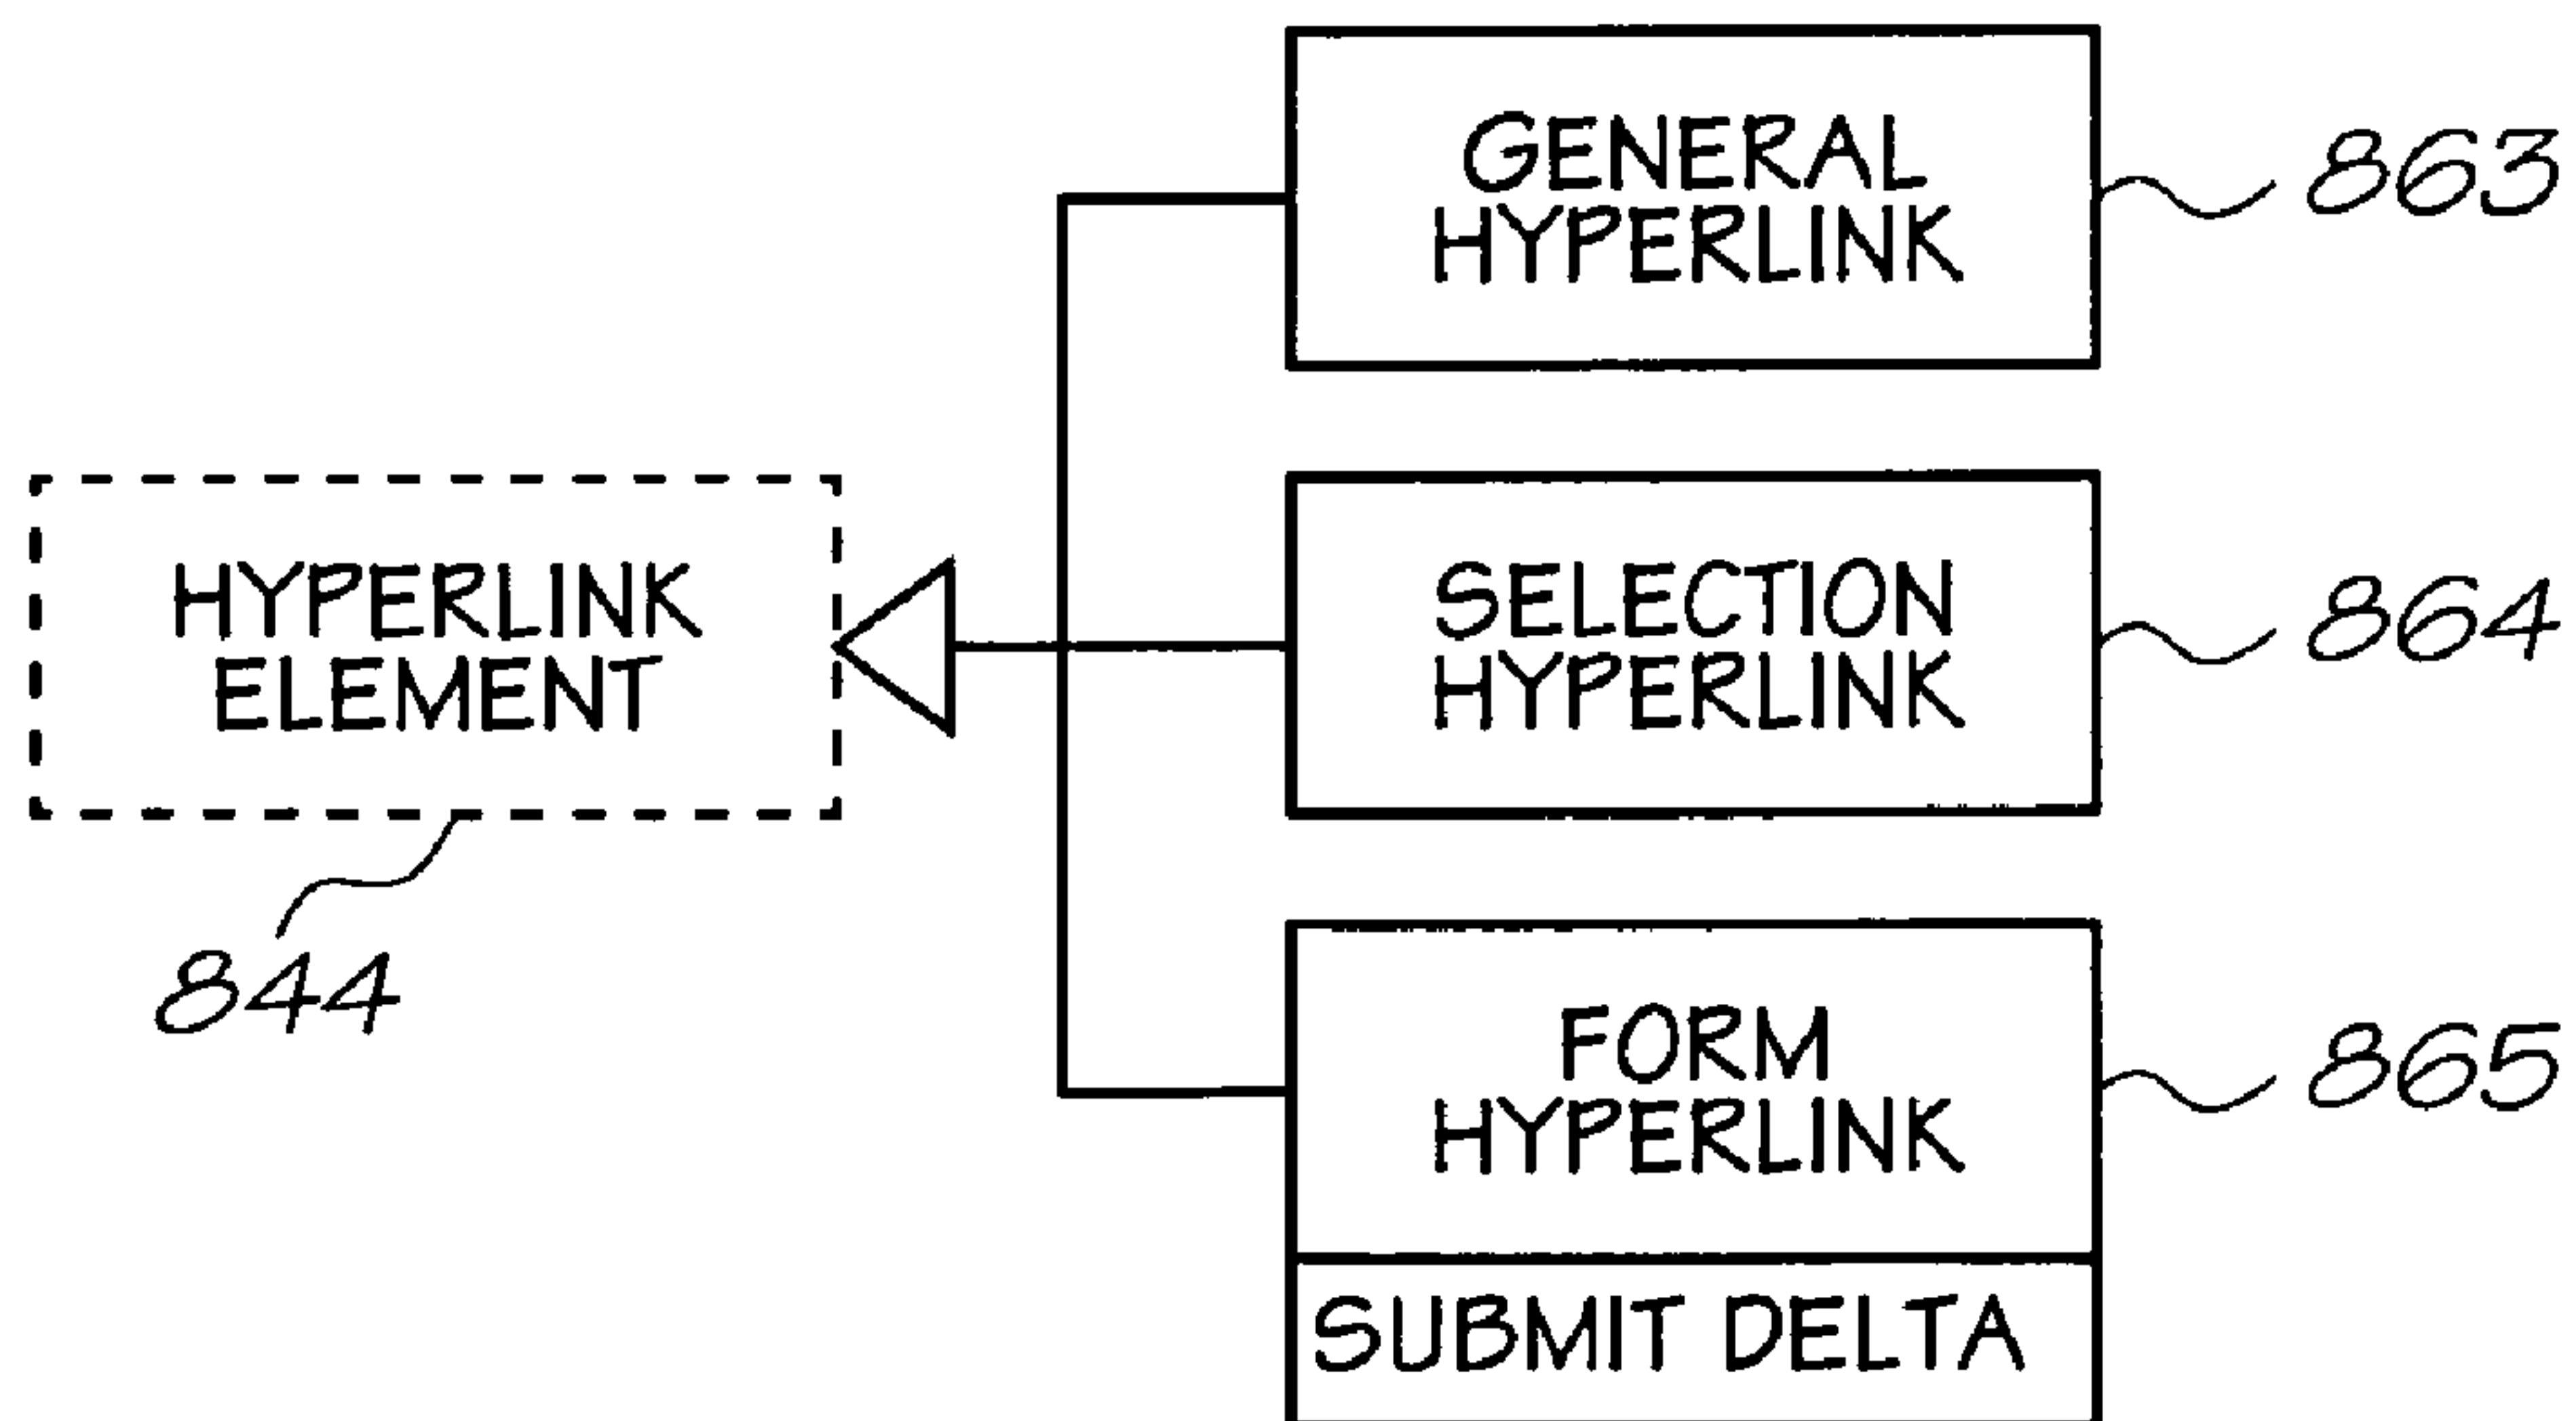 GENERAL
HYPERLINK
863
HYPERLINK
ELEMENT
844
SELECTION
HYPERLINK
864
FORM
HYPERLINK
865
SUBMIT DELTA